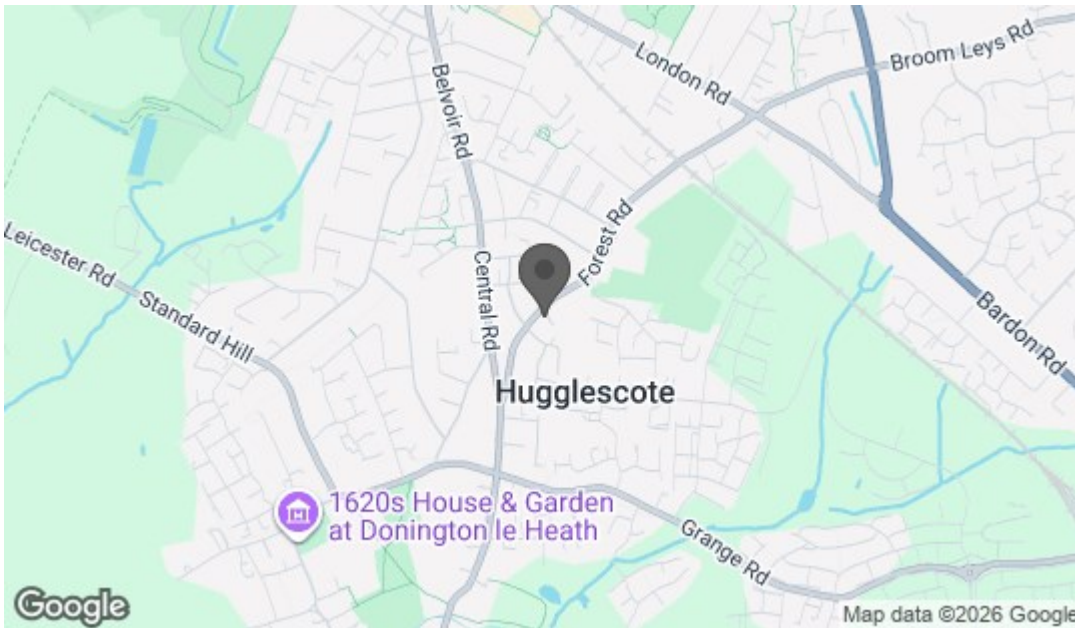 London Rd
Broom Leys Rd
Belvoir Rd
Forest Rd
Leicester Rd
Standard Hill
Central Rd
Bardon Rd
Hugglescote
1620s House & Garden
at Donington le Heath
Grange Rd
Google
Map data ©2026 Google